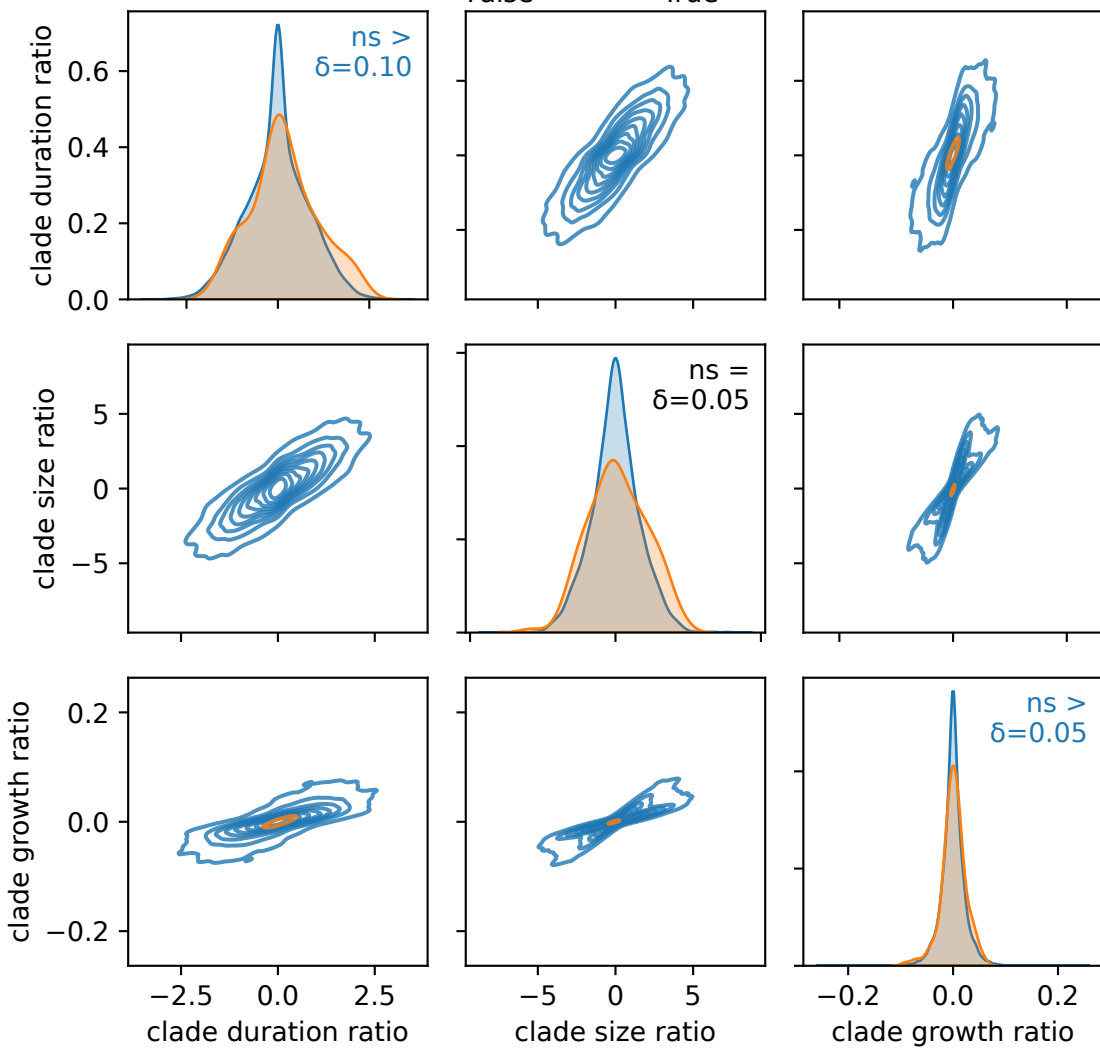 clade duration ratio
0.6
0.4
0.2
0.0
ns >
δ=0.10
clade size ratio
5
0
−5
ns =
δ=0.05
clade growth ratio
0.2
0.0
−0.2
ns >
δ=0.05
−2.5 0.0 2.5
−5 0 5
−0.2 0.0 0.2
clade duration ratio
clade size ratio
clade growth ratio